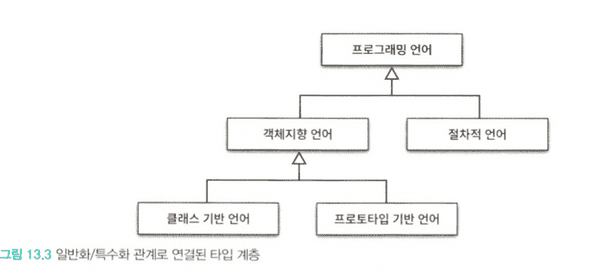 프로그래밍 언어
객체지향 언어
절차적 언어
클래스 기반 언어
프로토타입 기반 언어
그림 13.3 일반화/특수화 관계로 연결된 타입 계층